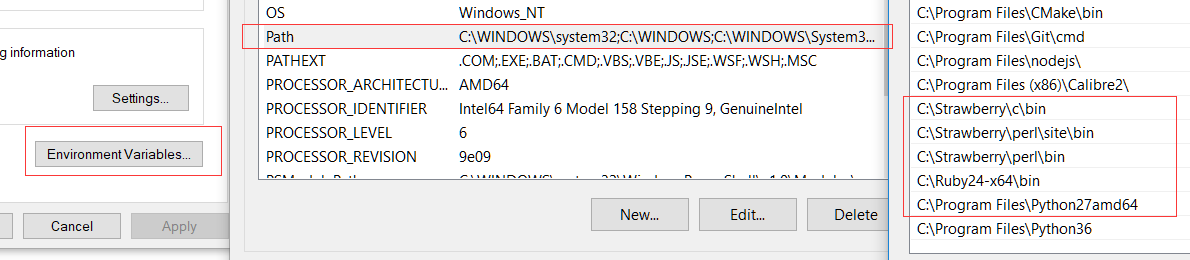 ng information
Settings...
Environment Variables...
Cancel
Apply
OS Windows_NT
Path C:\WINDOWS\system32;C:\WINDOWS;C:\WINDOWS\System3...
PATHEXT .COM;.EXE;.BAT;.CMD;.VBS;.VBE;.JS;.JSE;.WSF;.WSH;.MSC
PROCESSOR_ARCHITECTU... AMD64
PROCESSOR_IDENTIFIER Intel64 Family 6 Model 158 Stepping 9, GenuineIntel
PROCESSOR_LEVEL 6
PROCESSOR_REVISION 9e09
New...
Edit...
Delete
C:\Program Files\CMake\bin
C:\Program Files\Git\cmd
C:\Program Files\nodejs\
C:\Program Files (x86)\Calibre2\
C:\Strawberry\c\bin
C:\Strawberry\perl\site\bin
C:\Strawberry\perl\bin
C:\Ruby24-x64\bin
C:\Program Files\Python27amd64
C:\Program Files\Python36